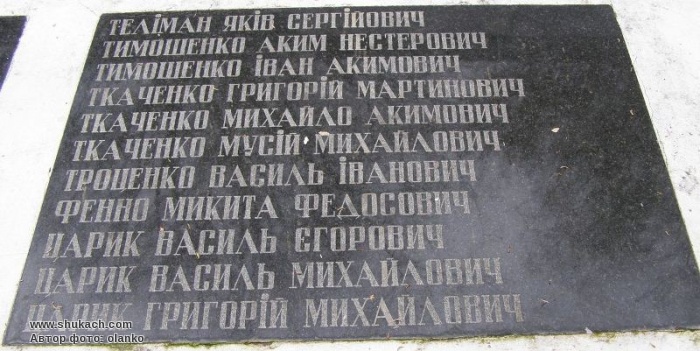 ТЕЛІМАН ЯКІВ СЕРГІЙОВИЧ
ТИМОШЕНКО АКИМ НЕСТЕРОВИЧ
ТИМОШЕНКО ІВАН АКИМОВИЧ
ТКАЧЕНКО ГРИГОРІЙ МАРТИНОВИЧ
ТКАЧЕНКО МИХАЙЛО АКИМОВИЧ
ТКАЧЕНКО МУСІЙ МИХАЙЛОВИЧ
ТРОЦЕНКО ВАСИЛЬ ІВАНОВИЧ
ФЕННО МИКИТА ФЕДОСОВИЧ
ЦАРИК ВАСИЛЬ ЄГОРОВИЧ
ЦАРИК ВАСИЛЬ МИХАЙЛОВИЧ
ЦАРИК ГРИГОРІЙ МИХАЙЛОВИЧ
www.shukach.com
Автор фото: olanko